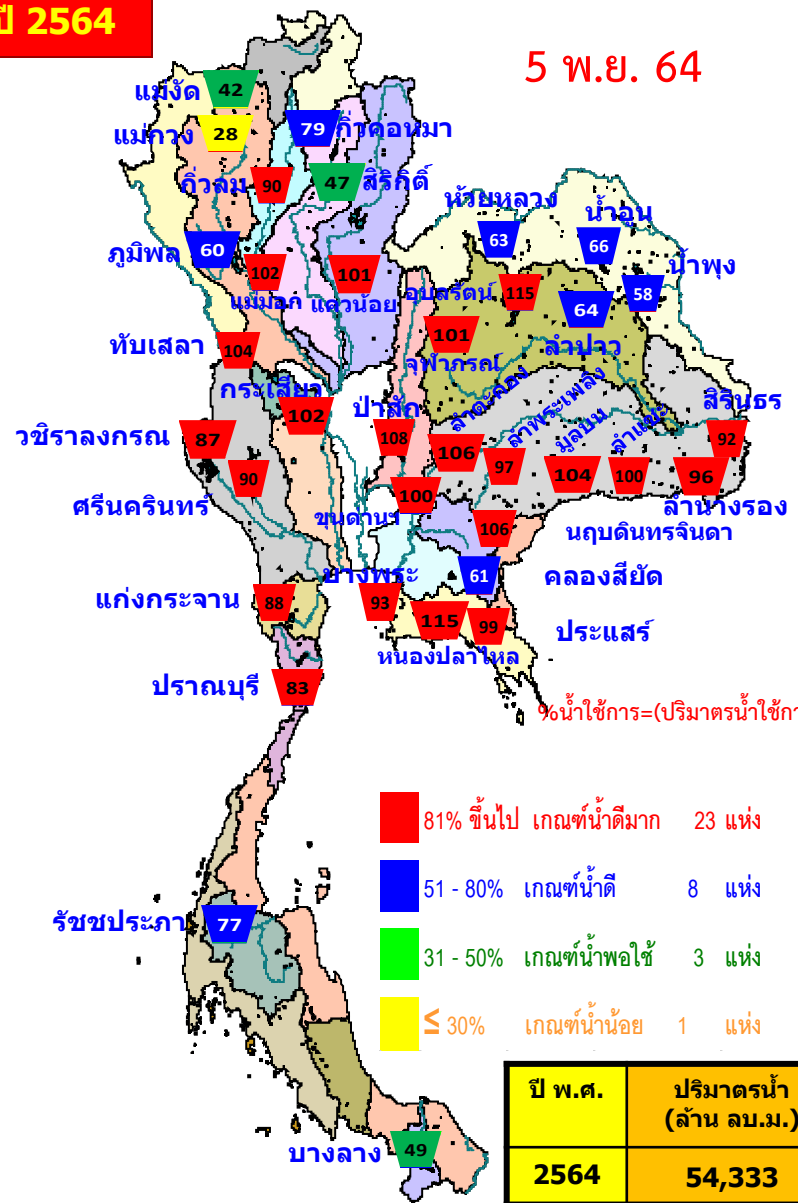 ปี 2564
5 พ.ย. 64
แม่งัด
42
แม่กวง
28
79
กิ่วคอหมา
กิ่วลม
90
47
สิริกิติ์
ห้วยหลวง
63
น้ำอูน
66
ภูมิพล
60
น้ำพุง
58
102
แม่มอก
101
แควน้อย
อุบลรัตน์
115
64
ลำปาว
101
จุฬาภรณ์
ทับเสลา
104
กระเสียว
102
ป่าสัก
108
ลำตะคอง
106
ลำพระเพลิง
97
มูลบน
104
ลำแชะ
100
สิรินธร
92
วชิราลงกรณ
87
90
ศรีนครินทร์
96
ลำนางรอง
100
ขุนด่านฯ
106
นฤบดินทรจินดา
บางพระ
93
61
คลองสียัด
แก่งกระจาน
88
115
หนองปลาไหล
99
ประแสร์
ปราณบุรี
83
%น้ำใช้การ=(ปริมาตรน้ำใช้กา
81% ขึ้นไป เกณฑ์น้ำดีมาก 23 แห่ง
51 - 80% เกณฑ์น้ำดี 8 แห่ง
รัชชประภา
77
31 - 50% เกณฑ์น้ำพอใช้ 3 แห่ง
≤ 30% เกณฑ์น้ำน้อย 1 แห่ง
บางลาง
49
ปี พ.ศ. ปริมาตรน้ำ
(ล้าน ลบ.ม.)
2564 54,333